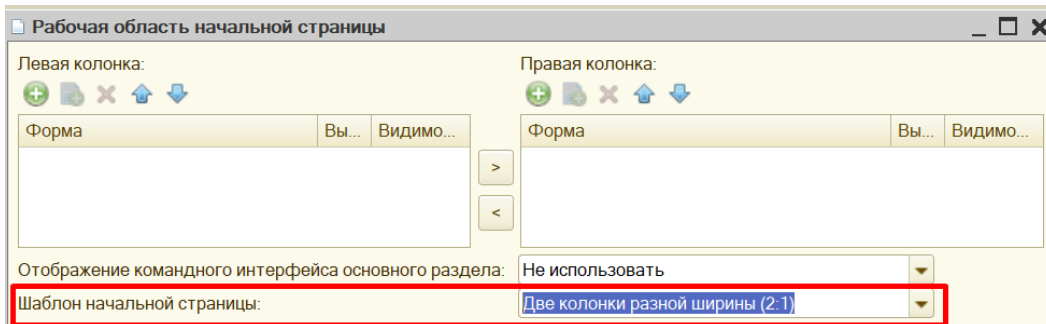 Рабочая область начальной страницы
Левая колонка: Правая колонка:
Форма Вы... Видимо... Форма Вы... Видимо...
>
<
Отображение командного интерфейса основного раздела: Не использовать
Шаблон начальной страницы: Две колонки разной ширины (2:1)